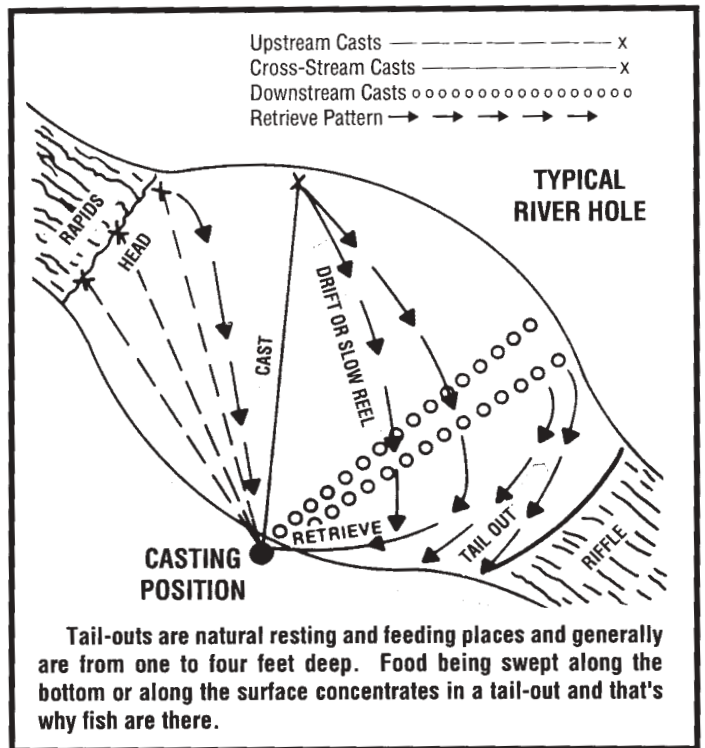 Upstream Casts
Cross-Stream Casts
Downstream Casts
Retrieve Pattern
TYPICAL
RIVER HOLE
RAPIDS
HEAD
CAST
DRIFT OR SLOW REEL
RETRIEVE
TAIL OUT
RIFFLE
CASTING
POSITION
Tail-outs are natural resting and feeding places and generally
are from one to four feet deep. Food being swept along the
bottom or along the surface concentrates in a tail-out and that's
why fish are there.